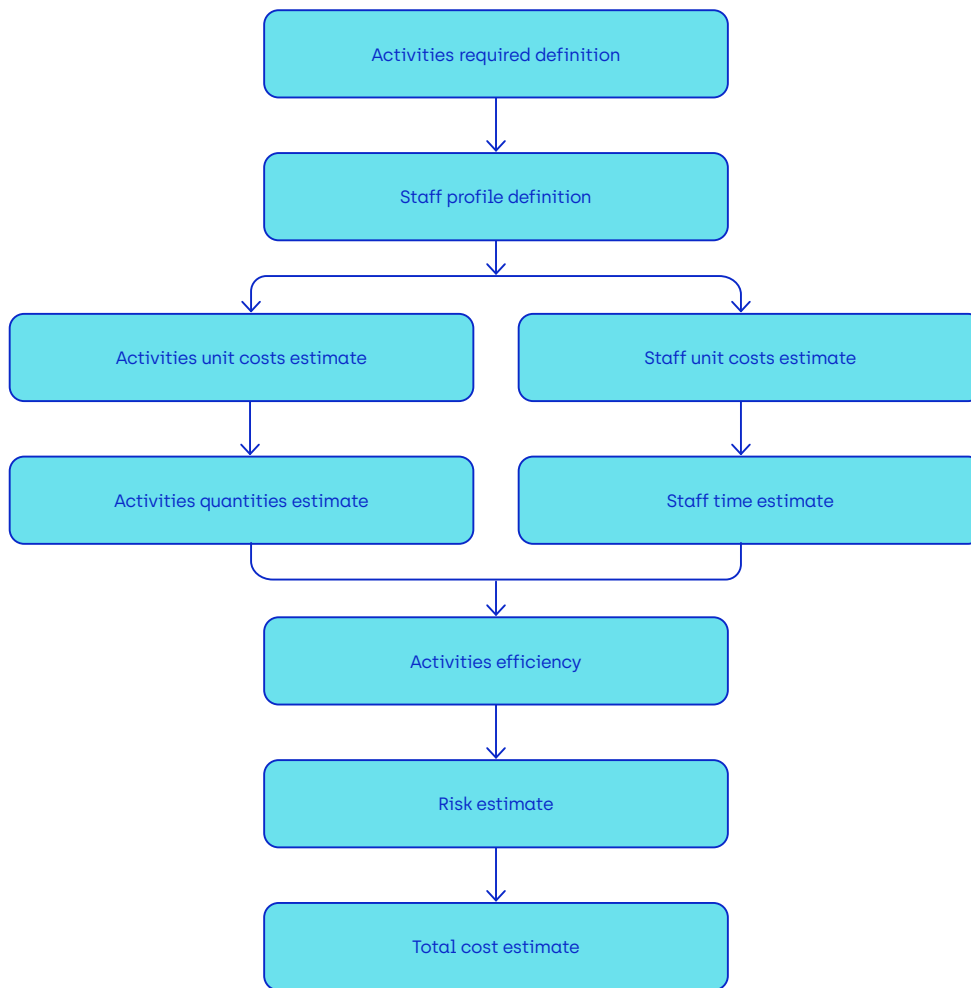 Activities required definition
Staff profile definition
Activities unit costs estimate
Staff unit costs estimate
Activities quantities estimate
Staff time estimate
Activities efficiency
Risk estimate
Total cost estimate